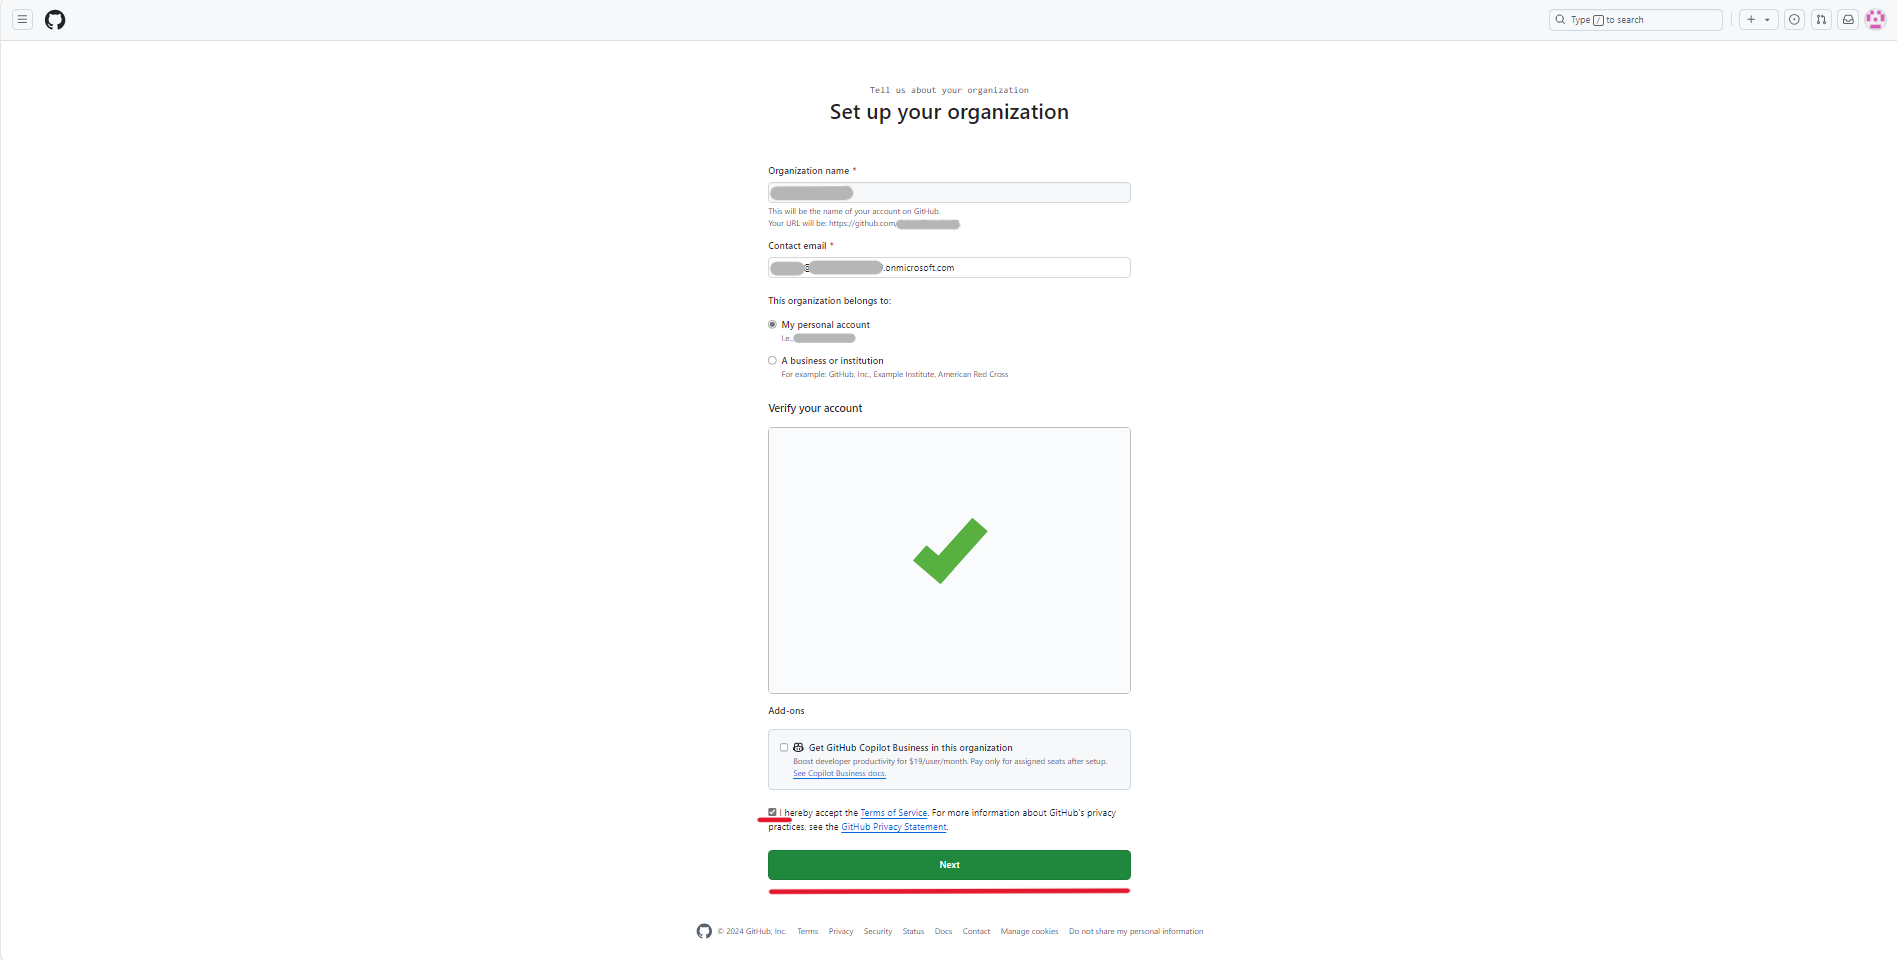 Type / to search
Tell us about your organization
Set up your organization
Organization name *
This will be the name of your account on GitHub.
Your URL will be: https://github.com/
Contact email *
@ .onmicrosoft.com
This organization belongs to:
My personal account
i.e.,
A business or institution
For example: GitHub, Inc., Example Institute, American Red Cross
Verify your account
Add-ons
Get GitHub Copilot Business in this organization
Boost developer productivity for $19/user/month. Pay only for assigned seats after setup.
See Copilot Business docs.
I hereby accept the Terms of Service. For more information about GitHub's privacy
practices, see the GitHub Privacy Statement.
Next
© 2024 GitHub, Inc. Terms Privacy Security Status Docs Contact Manage cookies Do not share my personal information